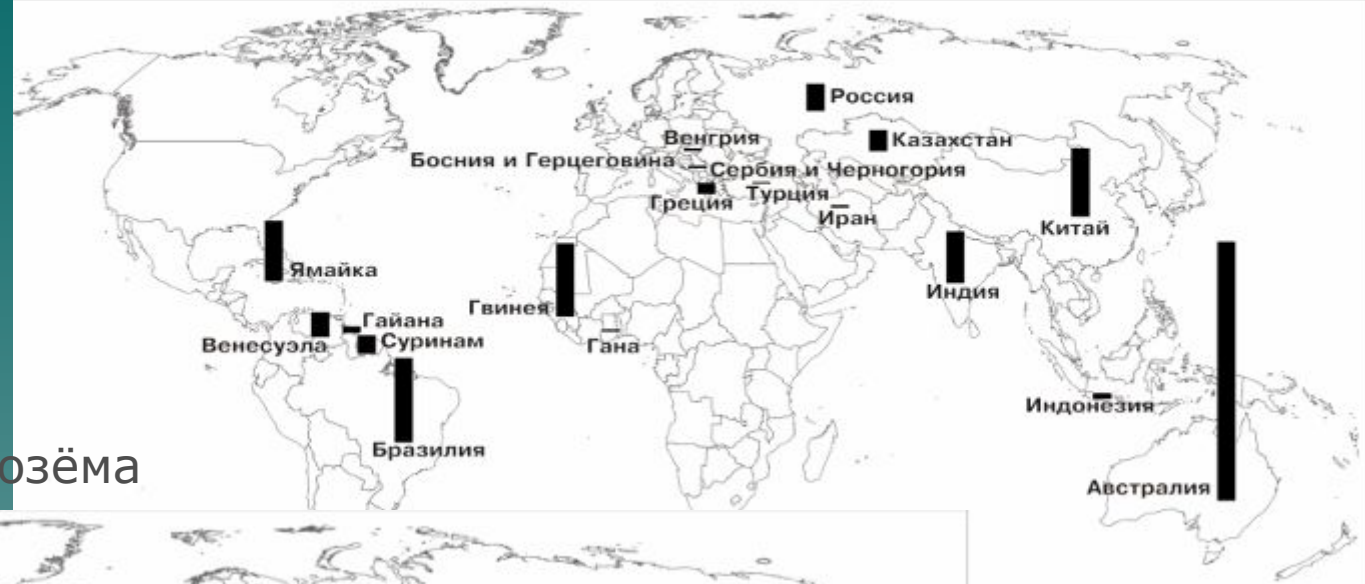 Россия
Венгрия
Казахстан
Босния и Герцеговина
Сербия и Черногория
Греция
Турция
Иран
Китай
Ямайка
Индия
Гвинея
Гайана
Венесуэла
Суринам
Гана
Индонезия
Бразилия
озёма
Австралия